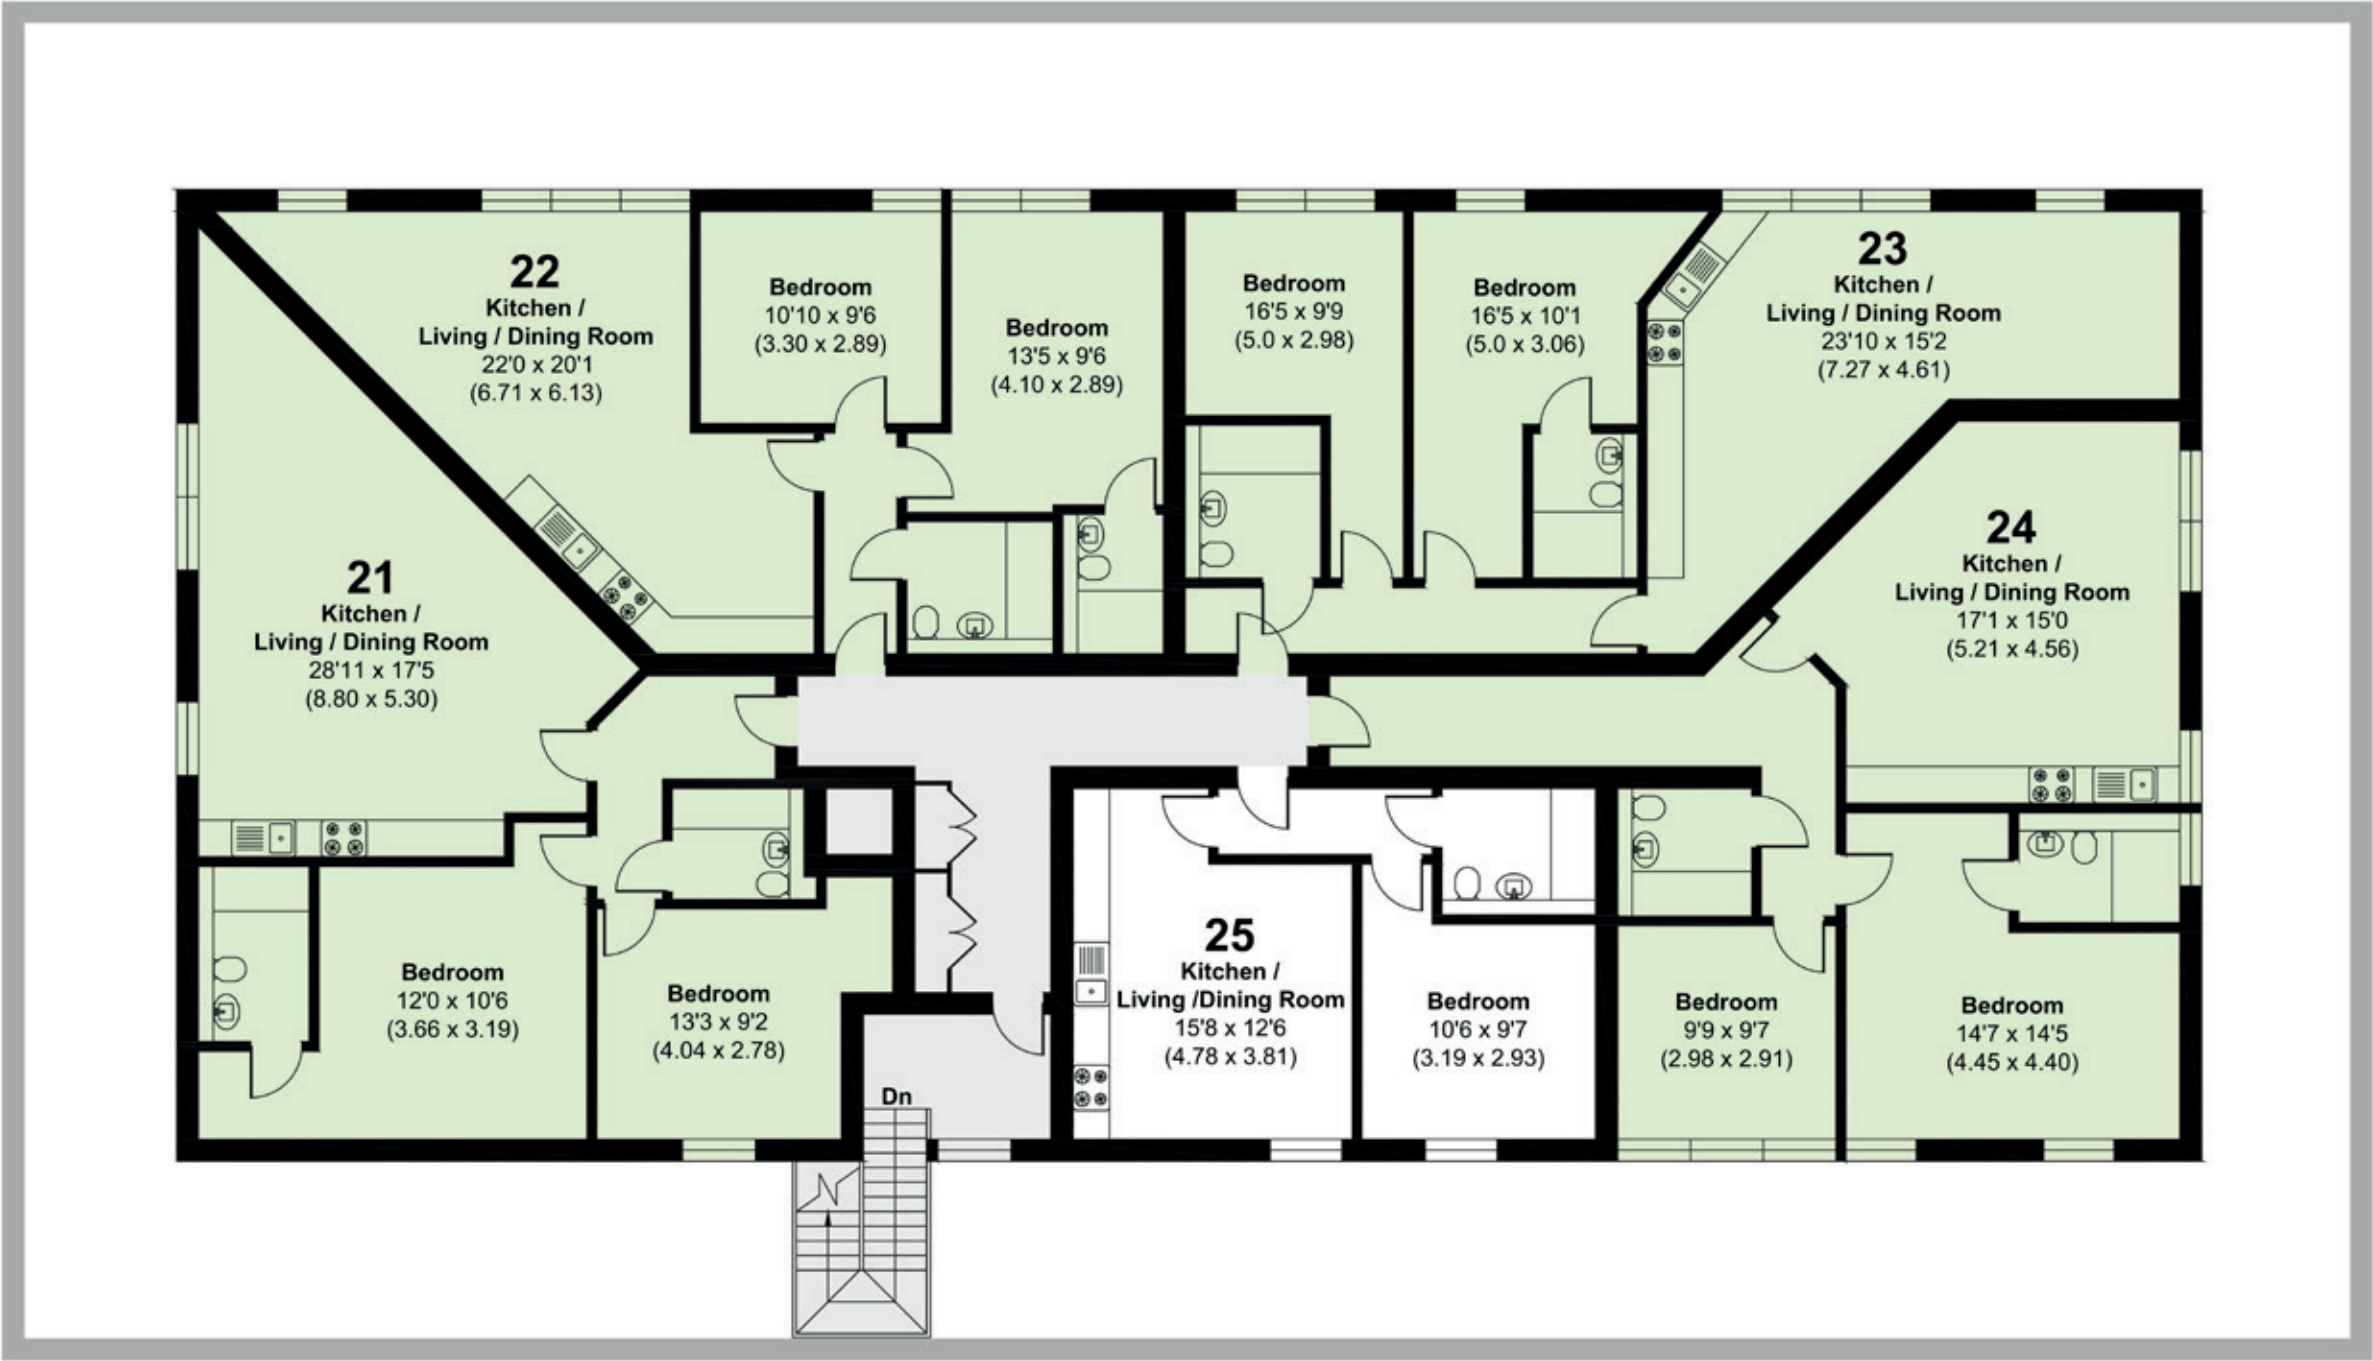 22
Kitchen /
Living / Dining Room
22'0 x 20'1
(6.71 x 6.13)
Bedroom
10'10 x 9'6
(3.30 x 2.89)
Bedroom
13'5 x 9'6
(4.10 x 2.89)
Bedroom
16'5 x 9'9
(5.0 x 2.98)
Bedroom
16'5 x 10'1
(5.0 x 3.06)
23
Kitchen /
Living / Dining Room
23'10 x 15'2
(7.27 x 4.61)
21
Kitchen /
Living / Dining Room
28'11 x 17'5
(8.80 x 5.30)
24
Kitchen /
Living / Dining Room
17'1 x 15'0
(5.21 x 4.56)
Bedroom
12'0 x 10'6
(3.66 x 3.19)
Bedroom
13'3 x 9'2
(4.04 x 2.78)
Dn
25
Kitchen /
Living /Dining Room
15'8 x 12'6
(4.78 x 3.81)
Bedroom
10'6 x 9'7
(3.19 x 2.93)
Bedroom
9'9 x 9'7
(2.98 x 2.91)
Bedroom
14'7 x 14'5
(4.45 x 4.40)